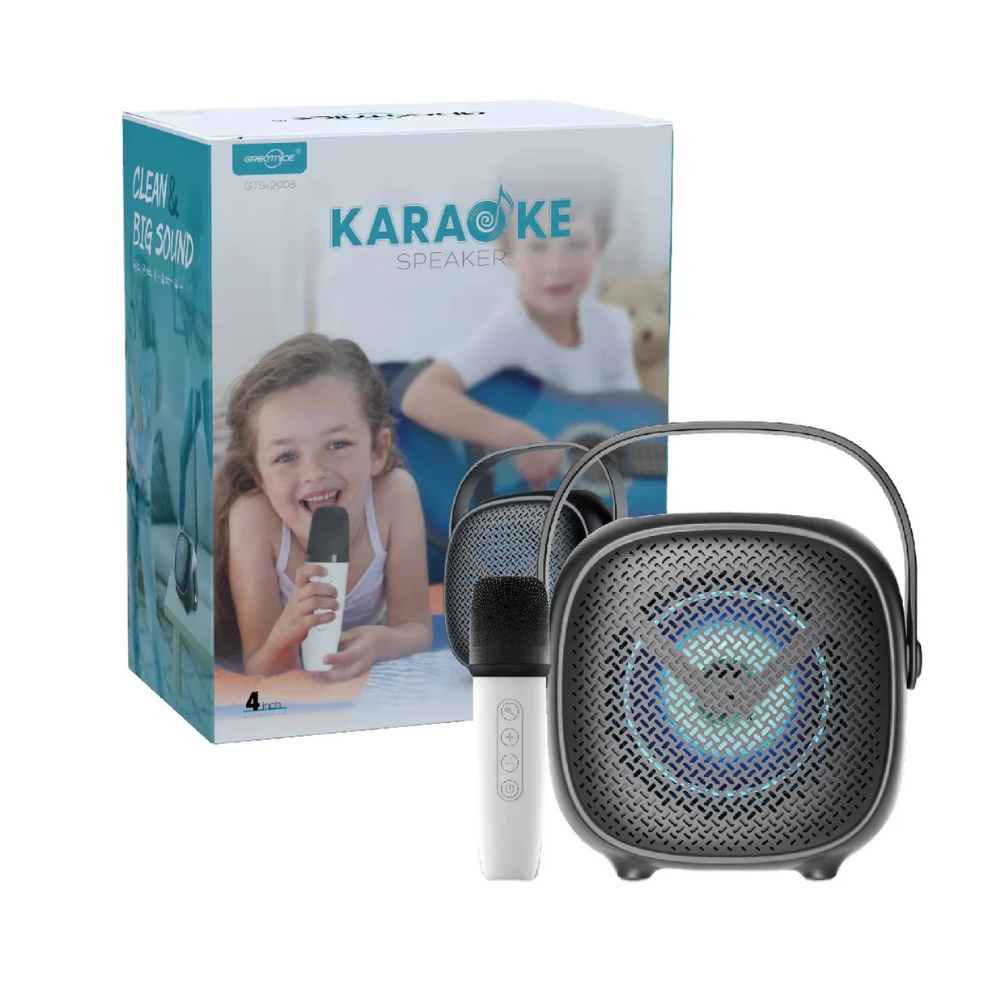 GREATNICE®
GTS-2008
KARAOKE
SPEAKER
CLEAN &
BIG SOUND
4 inch